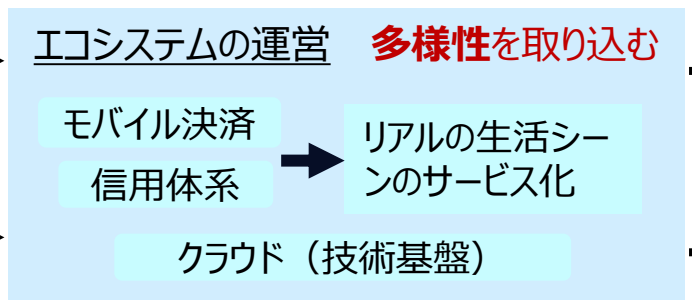 エコシステムの運営 多様性を取り込む
モバイル決済
信用体系
リアルの生活シー
ンのサービス化
クラウド（技術基盤）